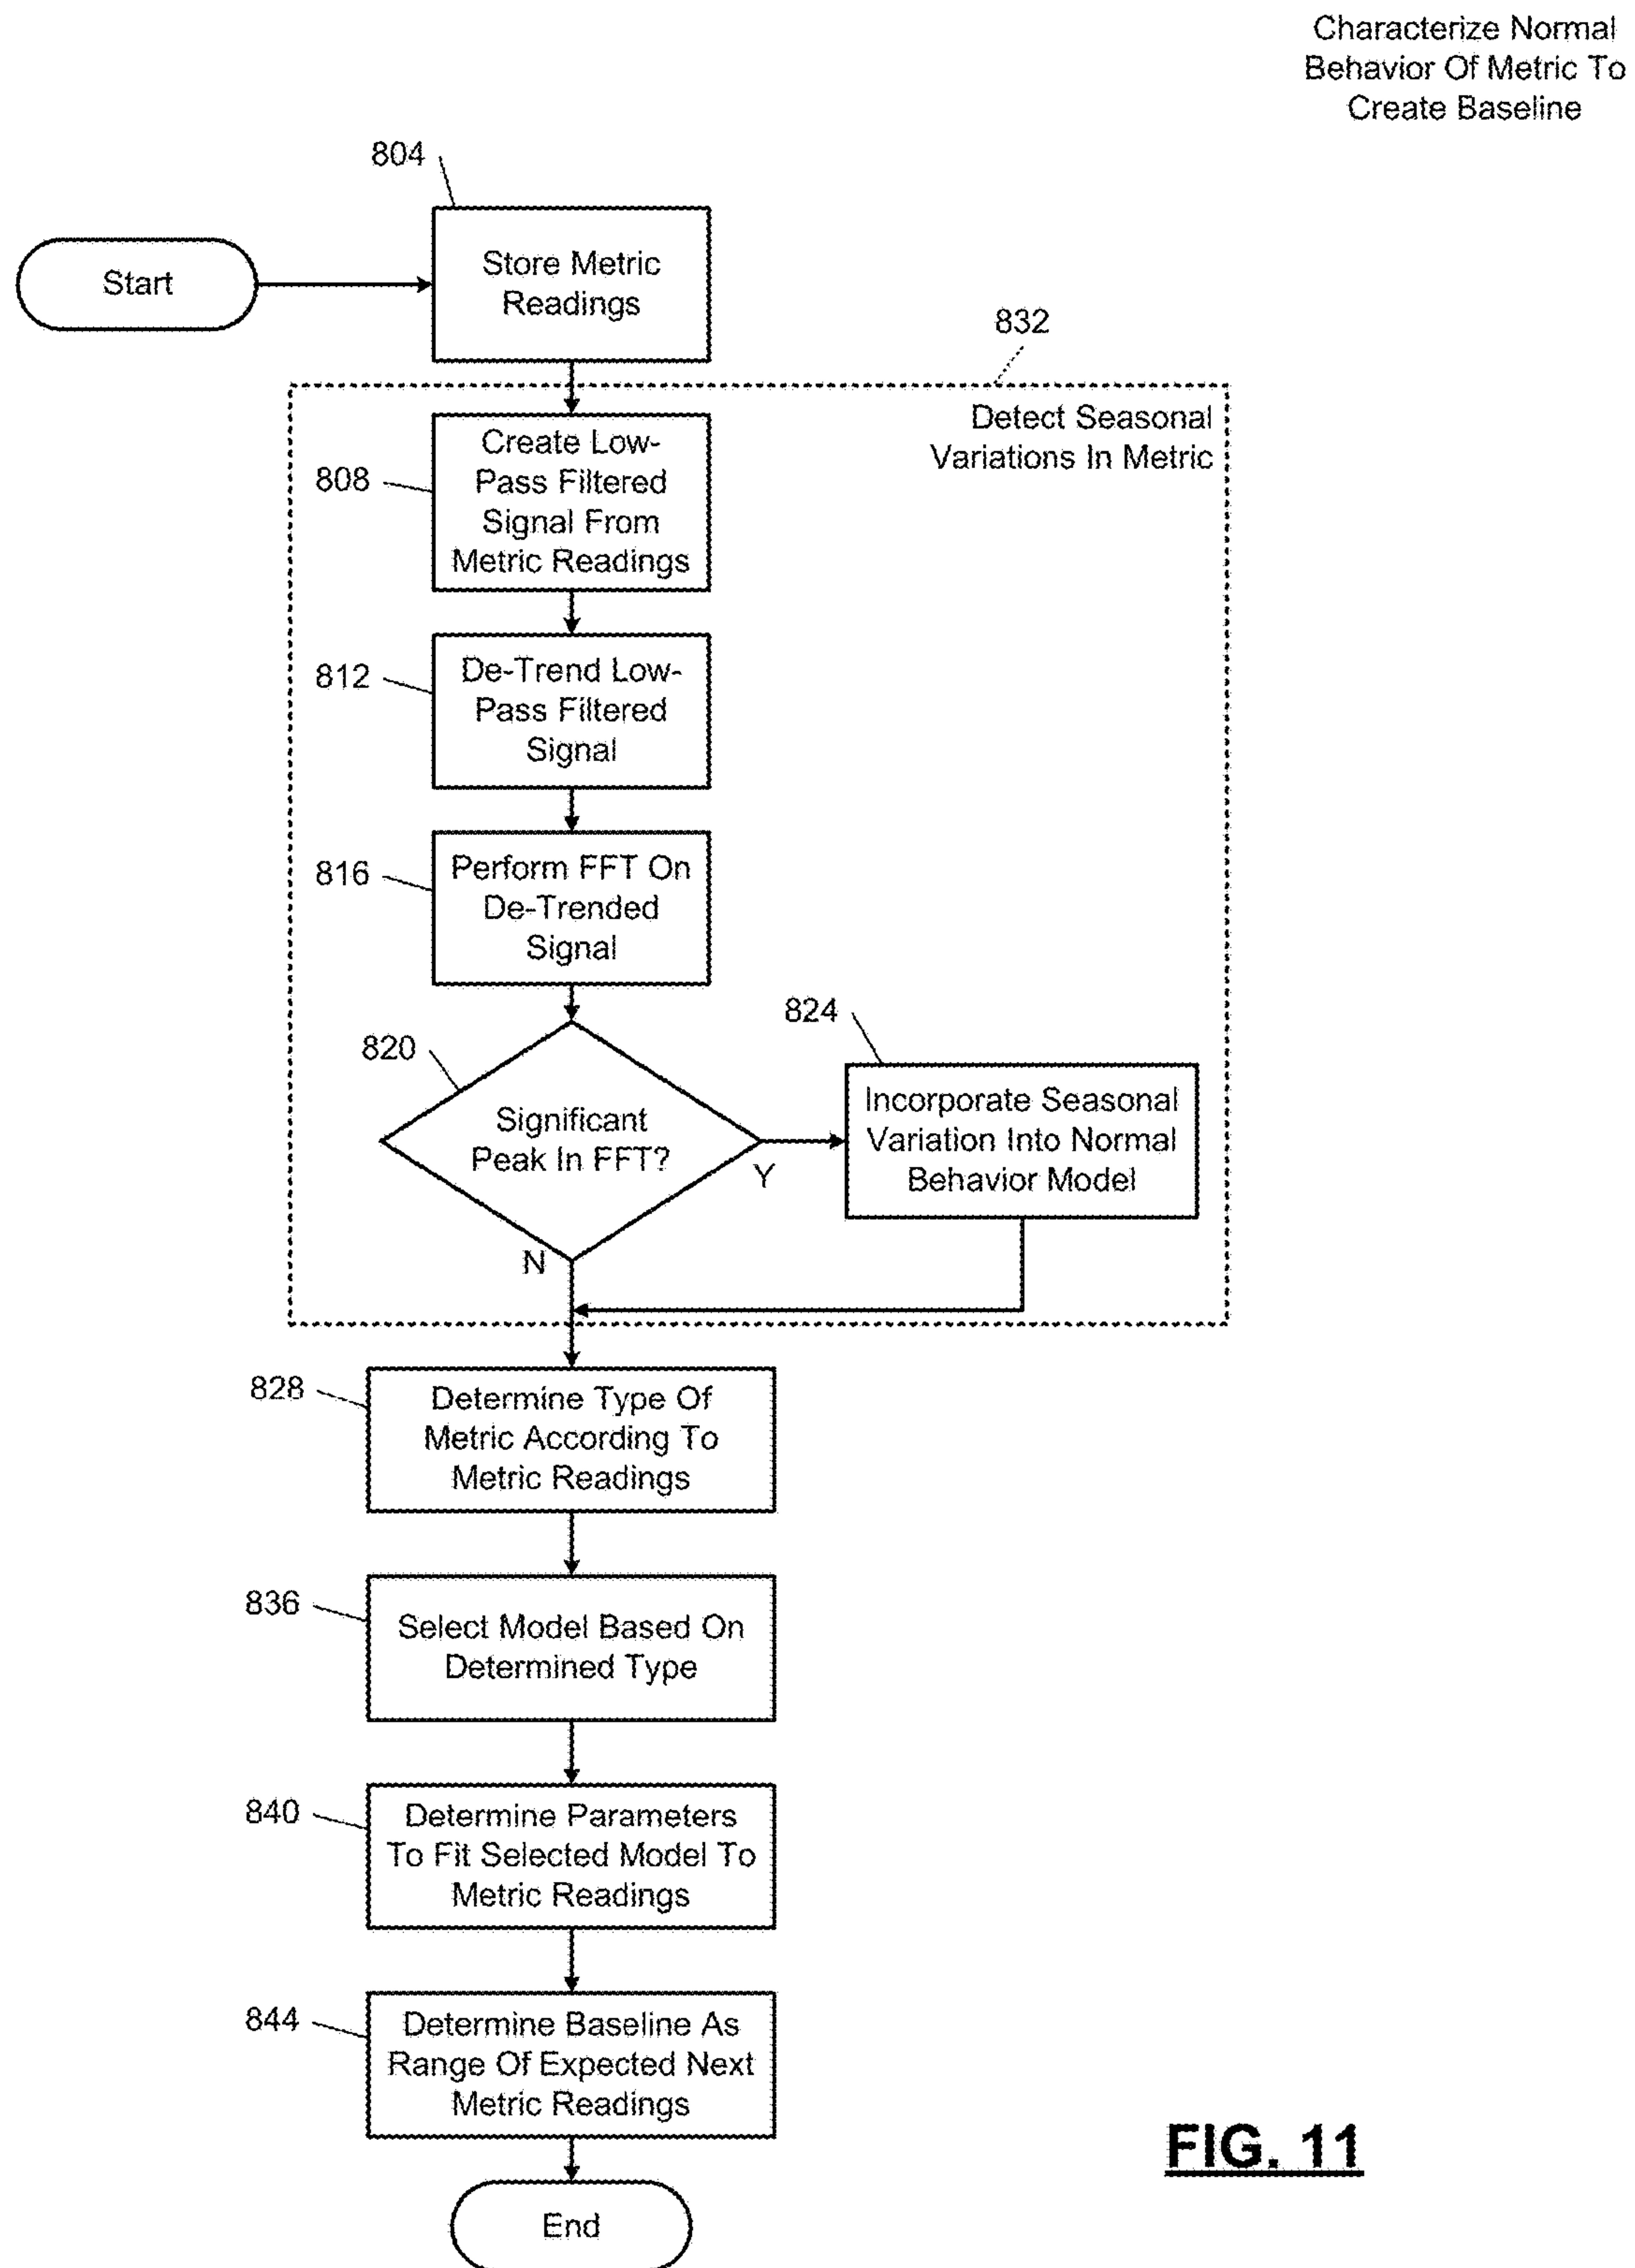 Characterize Normal
Behavior Of Metric To
Create Baseline
804
Start
Store Metric
Readings
832
Detect Seasonal
Variations In Metric
808
Create Low-
Pass Filtered
Signal From
Metric Readings
812
De-Trend Low-
Pass Filtered
Signal
816
Perform FFT On
De-Trended
Signal
820
Significant
Peak In FFT?
Y
N
824
Incorporate Seasonal
Variation Into Normal
Behavior Model
828
Determine Type Of
Metric According To
Metric Readings
836
Select Model Based On
Determined Type
840
Determine Parameters
To Fit Selected Model To
Metric Readings
844
Determine Baseline As
Range Of Expected Next
Metric Readings
End
FIG. 11